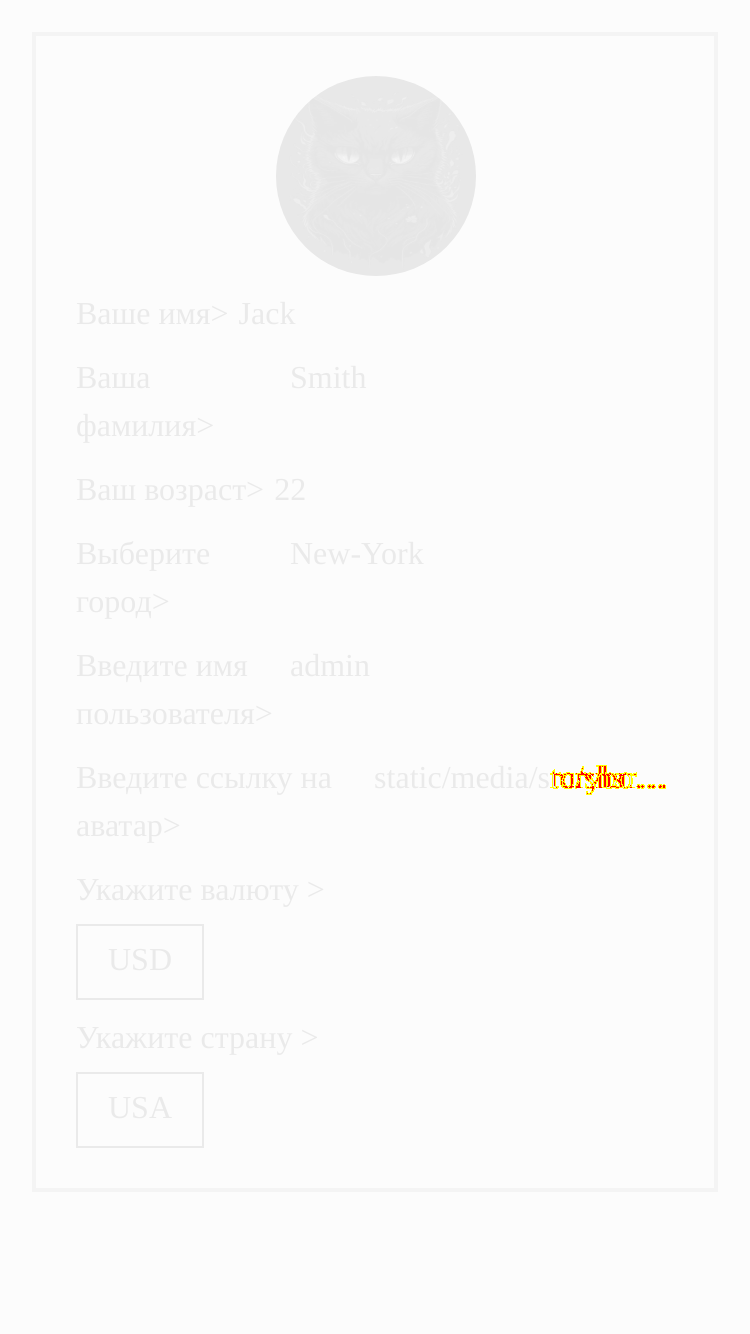 Ваше имя> Jack
Ваша Smith
фамилия>
Ваш возраст> 22
Выберите New-York
город>
Введите имя admin
пользователя>
Введите ссылку на static/media/s
аватар>
Укажите валюту >
USD
Укажите страну >
USA